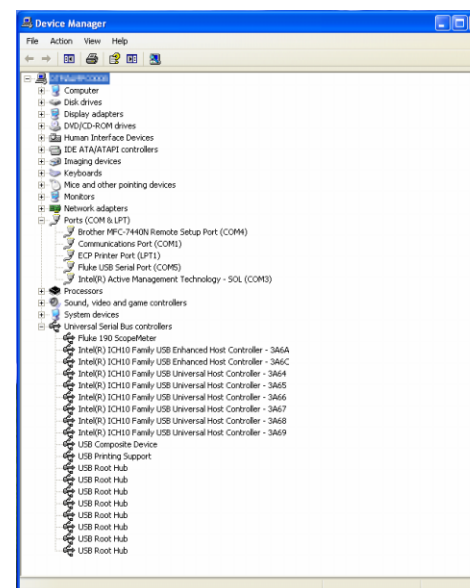 Device Manager
File Action View Help
Computer
Disk drives
Display adapters
DVD/CD-ROM drives
Human Interface Devices
IDE ATA/ATAPI controllers
Imaging devices
Keyboards
Mice and other pointing devices
Monitors
Network adapters
Ports (COM & LPT)
Brother MFC-7440N Remote Setup Port (COM4)
Communications Port (COM1)
ECP Printer Port (LPT1)
Fluke USB Serial Port (COM5)
Intel(R) Active Management Technology - SOL (COM3)
Processors
Sound, video and game controllers
System devices
Universal Serial Bus controllers
Fluke 190 ScopeMeter
Intel(R) ICH10 Family USB Enhanced Host Controller - 3A6A
Intel(R) ICH10 Family USB Enhanced Host Controller - 3A6C
Intel(R) ICH10 Family USB Universal Host Controller - 3A64
Intel(R) ICH10 Family USB Universal Host Controller - 3A65
Intel(R) ICH10 Family USB Universal Host Controller - 3A66
Intel(R) ICH10 Family USB Universal Host Controller - 3A67
Intel(R) ICH10 Family USB Universal Host Controller - 3A68
Intel(R) ICH10 Family USB Universal Host Controller - 3A69
USB Composite Device
USB Printing Support
USB Root Hub
USB Root Hub
USB Root Hub
USB Root Hub
USB Root Hub
USB Root Hub
USB Root Hub
USB Root Hub